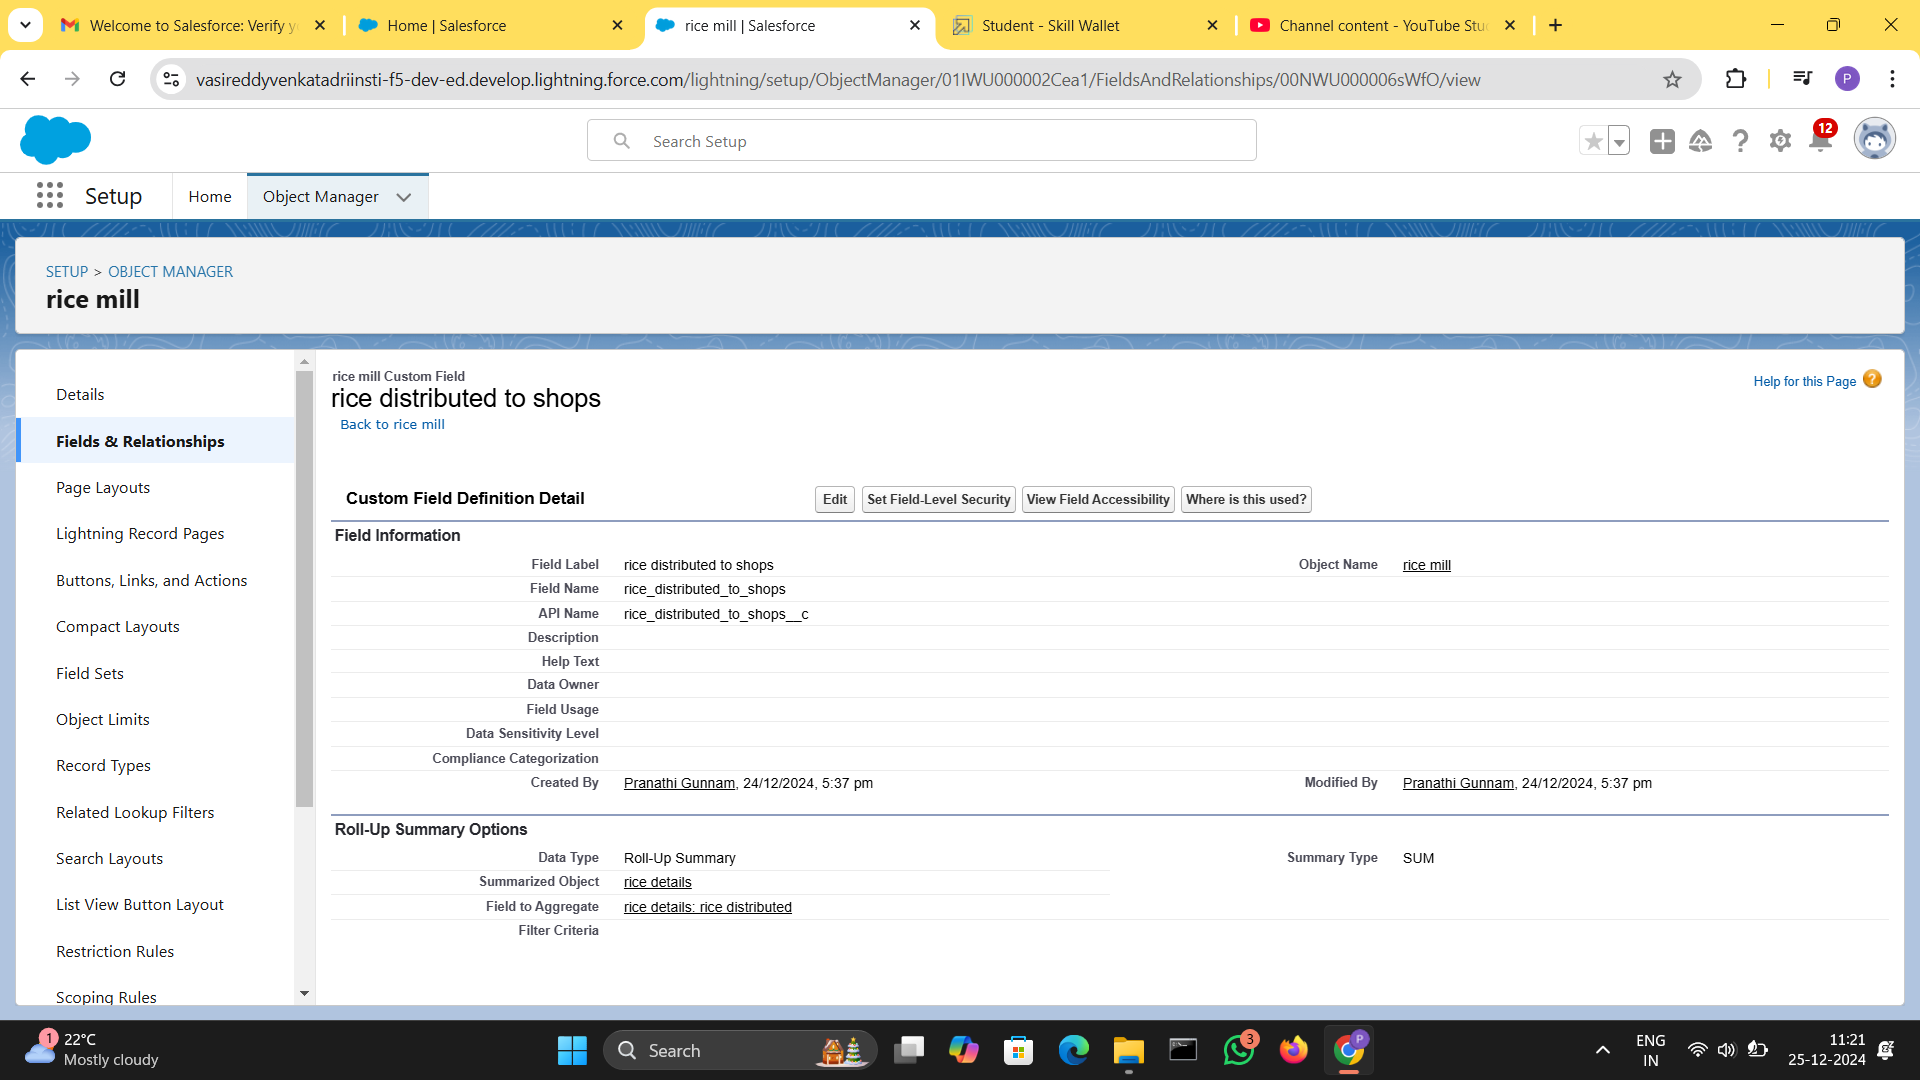 Welcome to Salesforce: Verify y
Home | Salesforce
rice mill | Salesforce
Student - Skill Wallet
Channel content - YouTube Stu
vasireddyvenkatadriinsti-f5-dev-ed.develop.lightning.force.com/lightning/setup/ObjectManager/01IWU000002Cea1/FieldsAndRelationships/00NWU000006sWfO/view
P
Search Setup
12
Setup
Home
Object Manager
SETUP > OBJECT MANAGER
rice mill
Details
Fields & Relationships
Page Layouts
Lightning Record Pages
Buttons, Links, and Actions
Compact Layouts
Field Sets
Object Limits
Record Types
Related Lookup Filters
Search Layouts
List View Button Layout
Restriction Rules
Scoping Rules
rice mill Custom Field
rice distributed to shops
Back to rice mill
Help for this Page
Custom Field Definition Detail
Edit
Set Field-Level Security
View Field Accessibility
Where is this used?
Field Information
Field Label rice distributed to shops
Object Name rice mill
Field Name rice_distributed_to_shops
API Name rice_distributed_to_shops__c
Description
Help Text
Data Owner
Field Usage
Data Sensitivity Level
Compliance Categorization
Created By Pranathi Gunnam, 24/12/2024, 5:37 pm
Modified By Pranathi Gunnam, 24/12/2024, 5:37 pm
Roll-Up Summary Options
Data Type Roll-Up Summary
Summary Type SUM
Summarized Object rice details
Field to Aggregate rice details: rice distributed
Filter Criteria
1
22°C
Mostly cloudy
Search
3
P
ENG
IN
11:21
25-12-2024